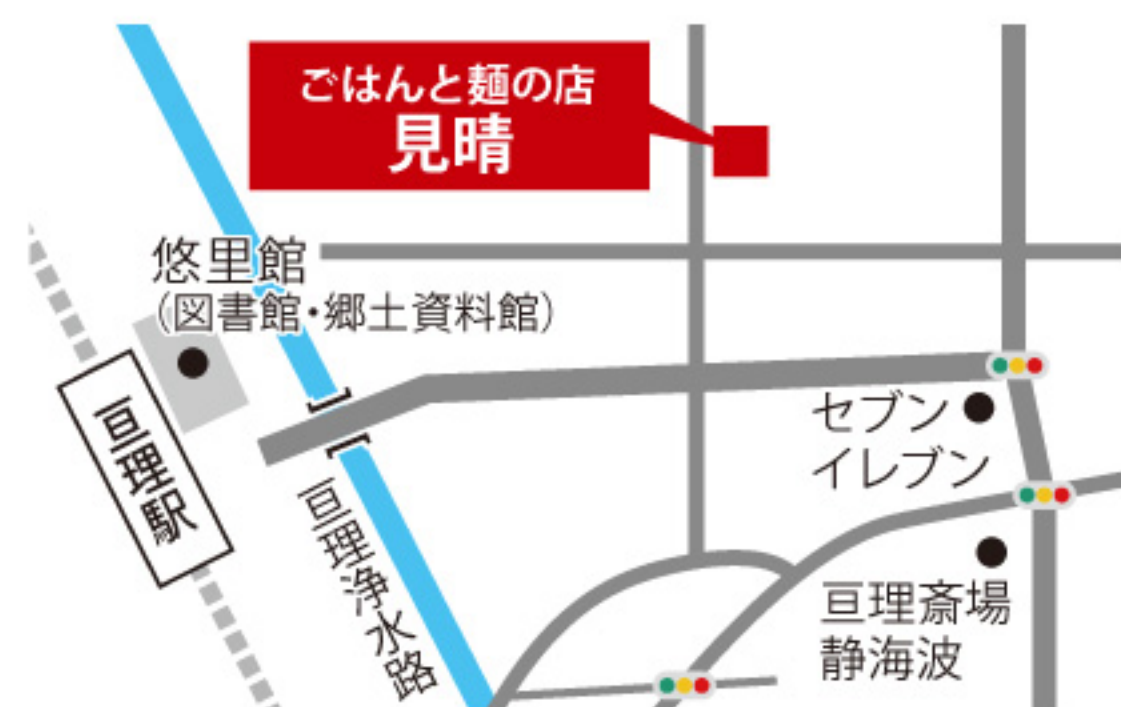 ごはんと麺の店
見晴
悠里館
（図書館・郷土資料館）
亘理駅
亘理浄水路
セブン
イレブン
亘理斎場
静海波